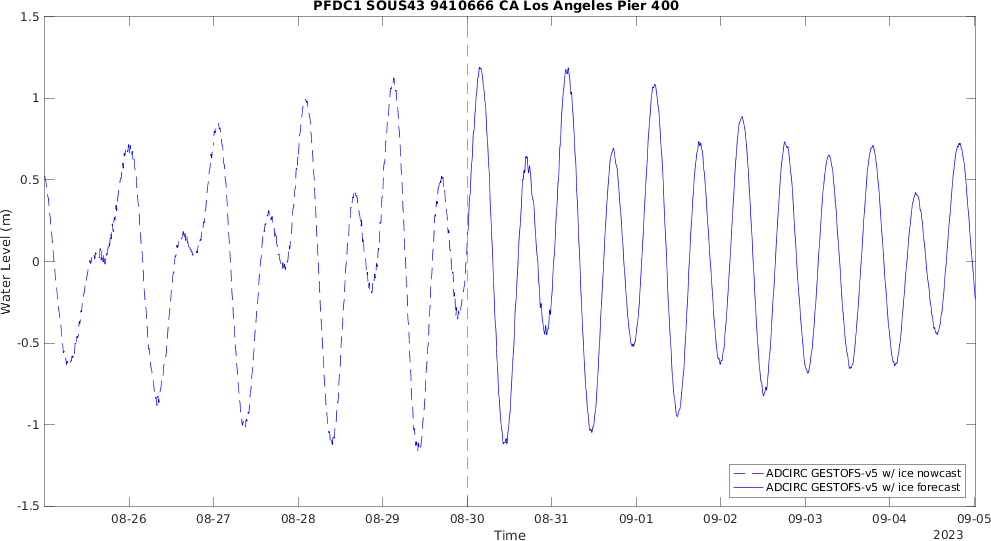 PFDC1 SOUS43 9410666 CA Los Angeles Pier 400
Water Level (m)
1.5
1
0.5
0
-0.5
-1
-1.5
ADCIRC GESTOFS-v5 w/ ice nowcast
ADCIRC GESTOFS-v5 w/ ice forecast
08-26 08-27 08-28 08-29 08-30 08-31 09-01 09-02 09-03 09-04 09-05
Time
2023